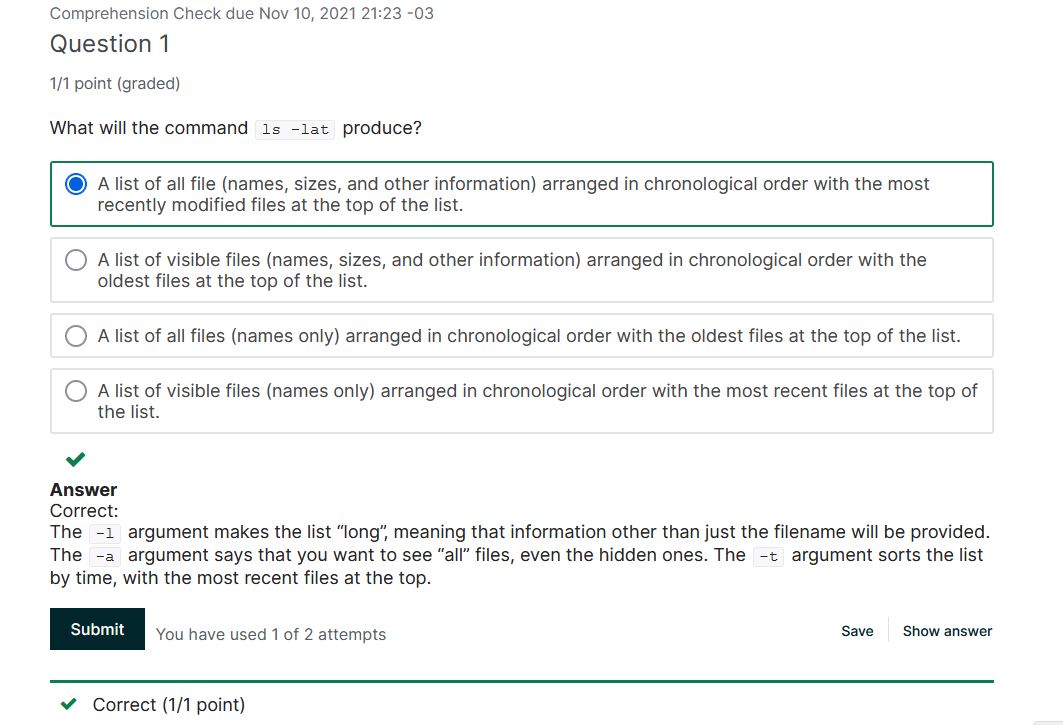 Comprehension Check due Nov 10, 2021 21:23 -03
Question 1
1/1 point (graded)
What will the command ls -lat produce?
A list of all file (names, sizes, and other information) arranged in chronological order with the most
recently modified files at the top of the list.
A list of visible files (names, sizes, and other information) arranged in chronological order with the
oldest files at the top of the list.
A list of all files (names only) arranged in chronological order with the oldest files at the top of the list.
A list of visible files (names only) arranged in chronological order with the most recent files at the top of
the list.
Answer
Correct:
The -l argument makes the list “long”, meaning that information other than just the filename will be provided.
The -a argument says that you want to see “all” files, even the hidden ones. The -t argument sorts the list
by time, with the most recent files at the top.
Submit You have used 1 of 2 attempts Save Show answer
Correct (1/1 point)